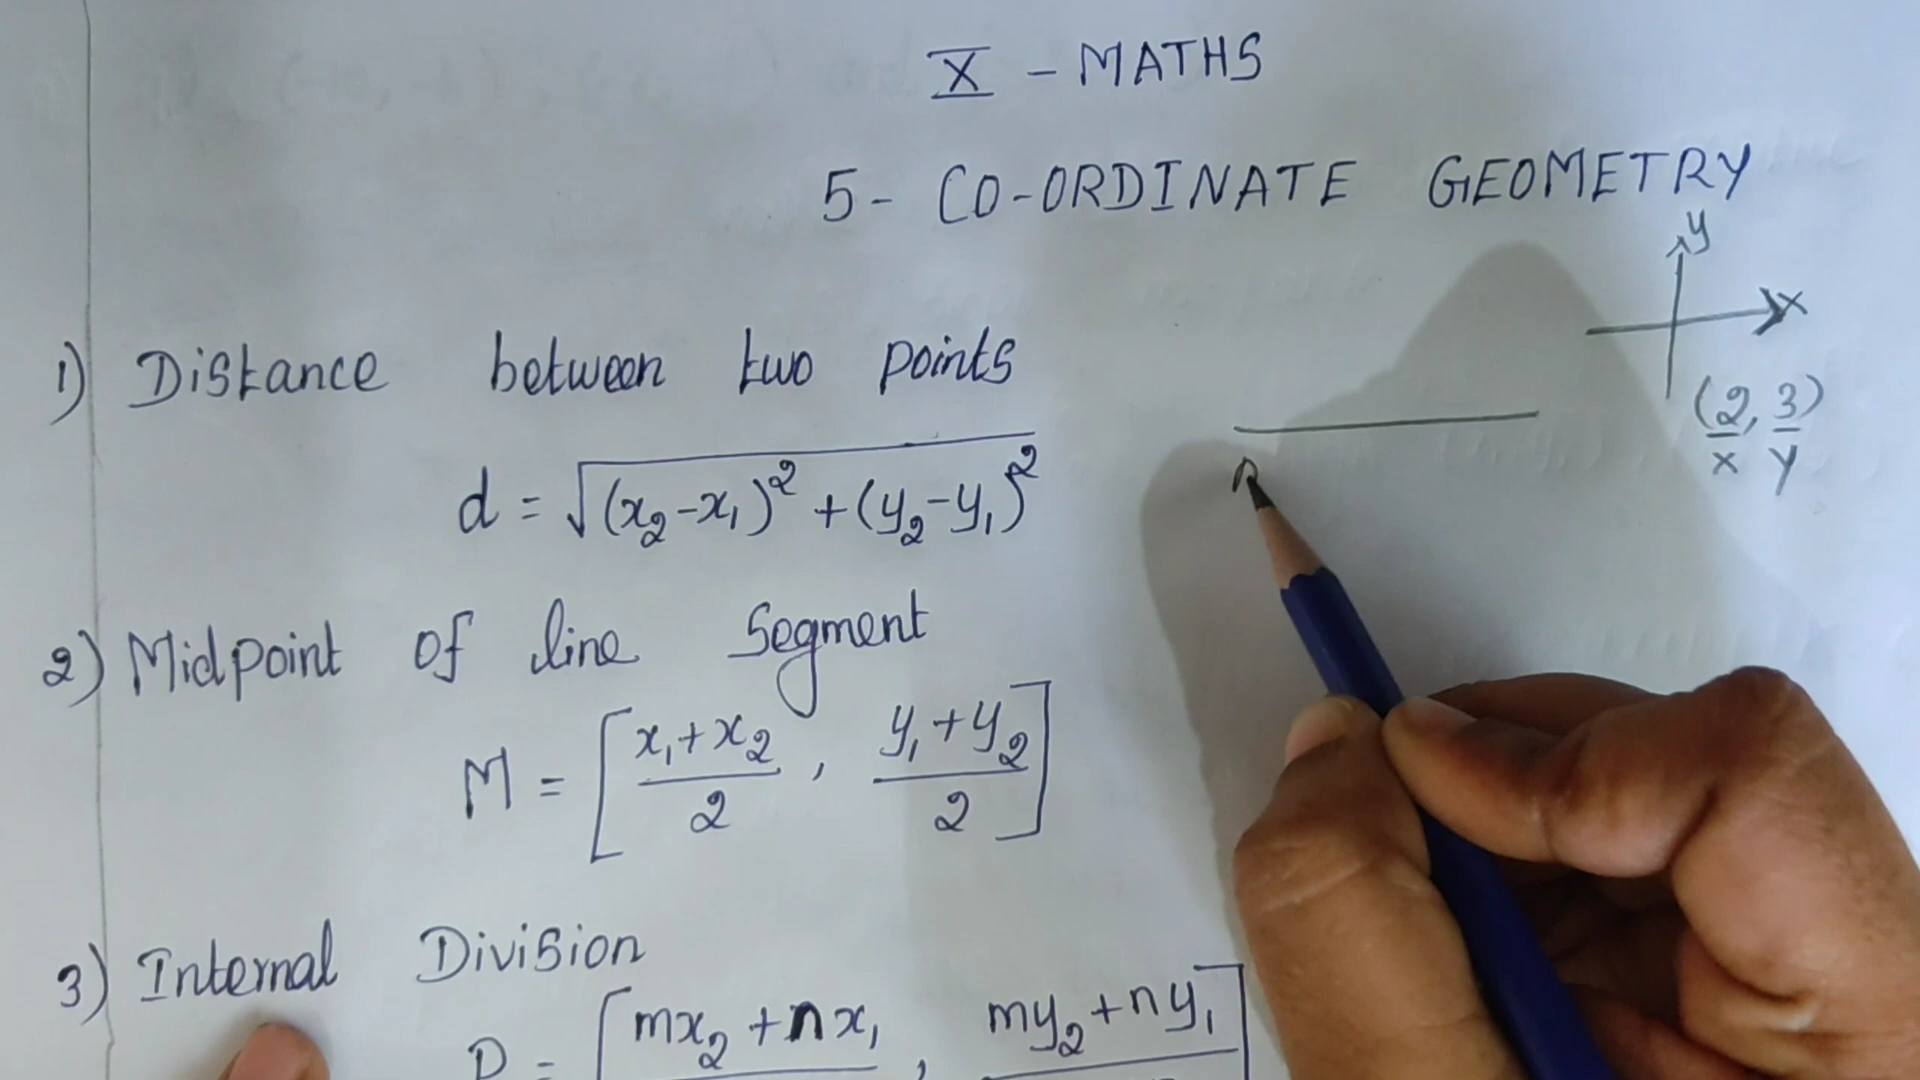 X - MATHS
5- CO-ORDINATE GEOMETRY
y
x
(2, 3)
x y
1) Distance between two points
d = √(x₂-x₁)² + (y₂-y₁)²
2) Midpoint of line Segment
M = [x₁+x₂/2 , y₁+y₂/2]
3) Internal Division
[mx₂+nx₁ , my₂+ny₁]